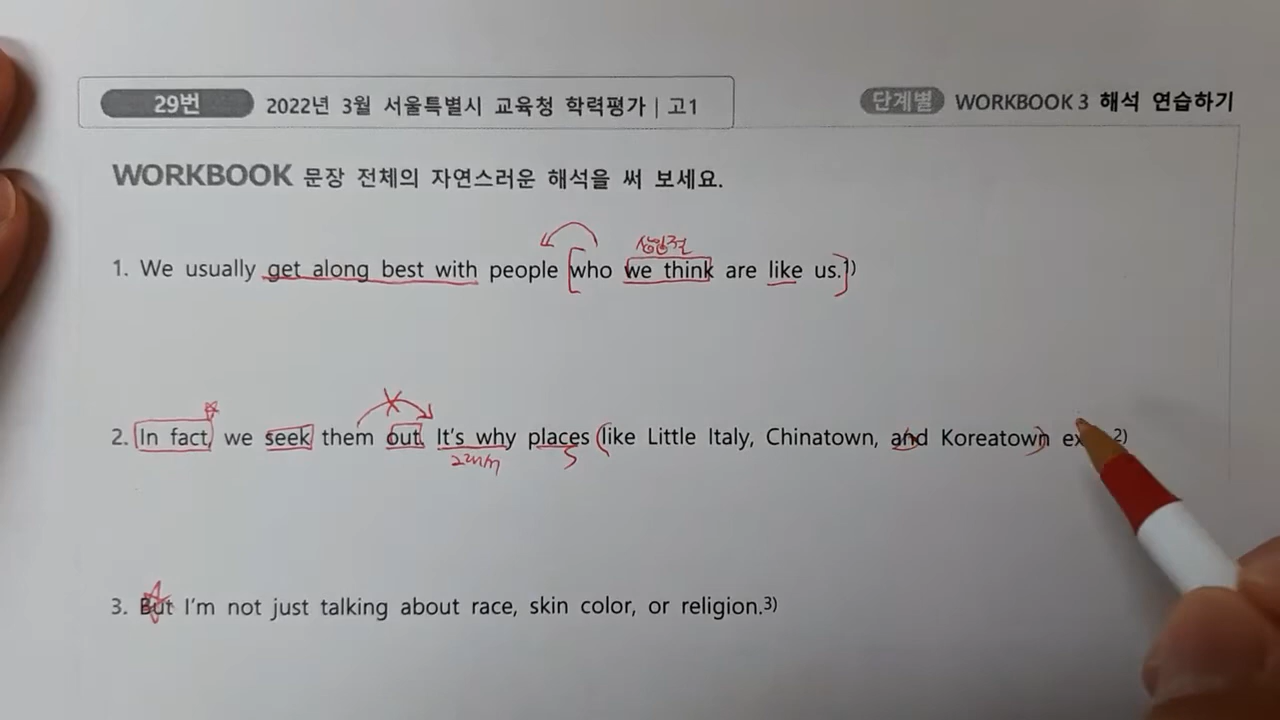 29번 2022년 3월 서울특별시 교육청 학력평가 | 고1 단계별 WORKBOOK 3 해석 연습하기
WORKBOOK 문장 전체의 자연스러운 해석을 써 보세요.
삽입절
1. We usually get along best with people who we think are like us.1)
2. In fact, we seek them out. It's why places like Little Italy, Chinatown, and Koreatown 2)
S
3. But I'm not just talking about race, skin color, or religion.3)